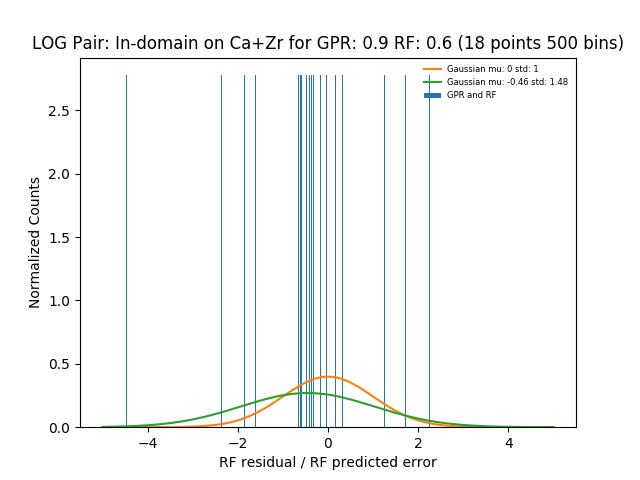 LOG Pair: In-domain on Ca+Zr for GPR: 0.9 RF: 0.6 (18 points 500 bins)
Gaussian mu: 0 std: 1
Gaussian mu: -0.46 std: 1.48
GPR and RF
Normalized Counts
2.5
2.0
1.5
1.0
0.5
0.0
−4 −2 0 2 4
RF residual / RF predicted error